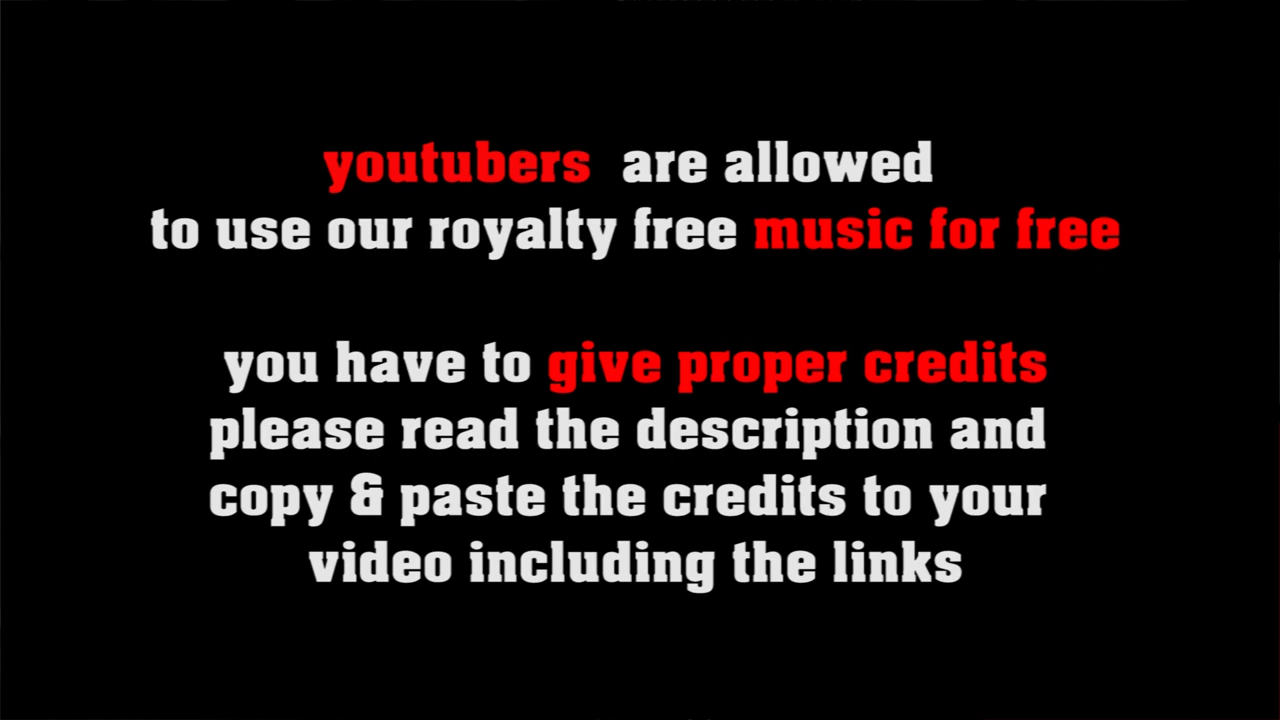 youtubers are allowed
to use our royalty free music for free
you have to give proper credits
please read the description and
copy & paste the credits to your
video including the links